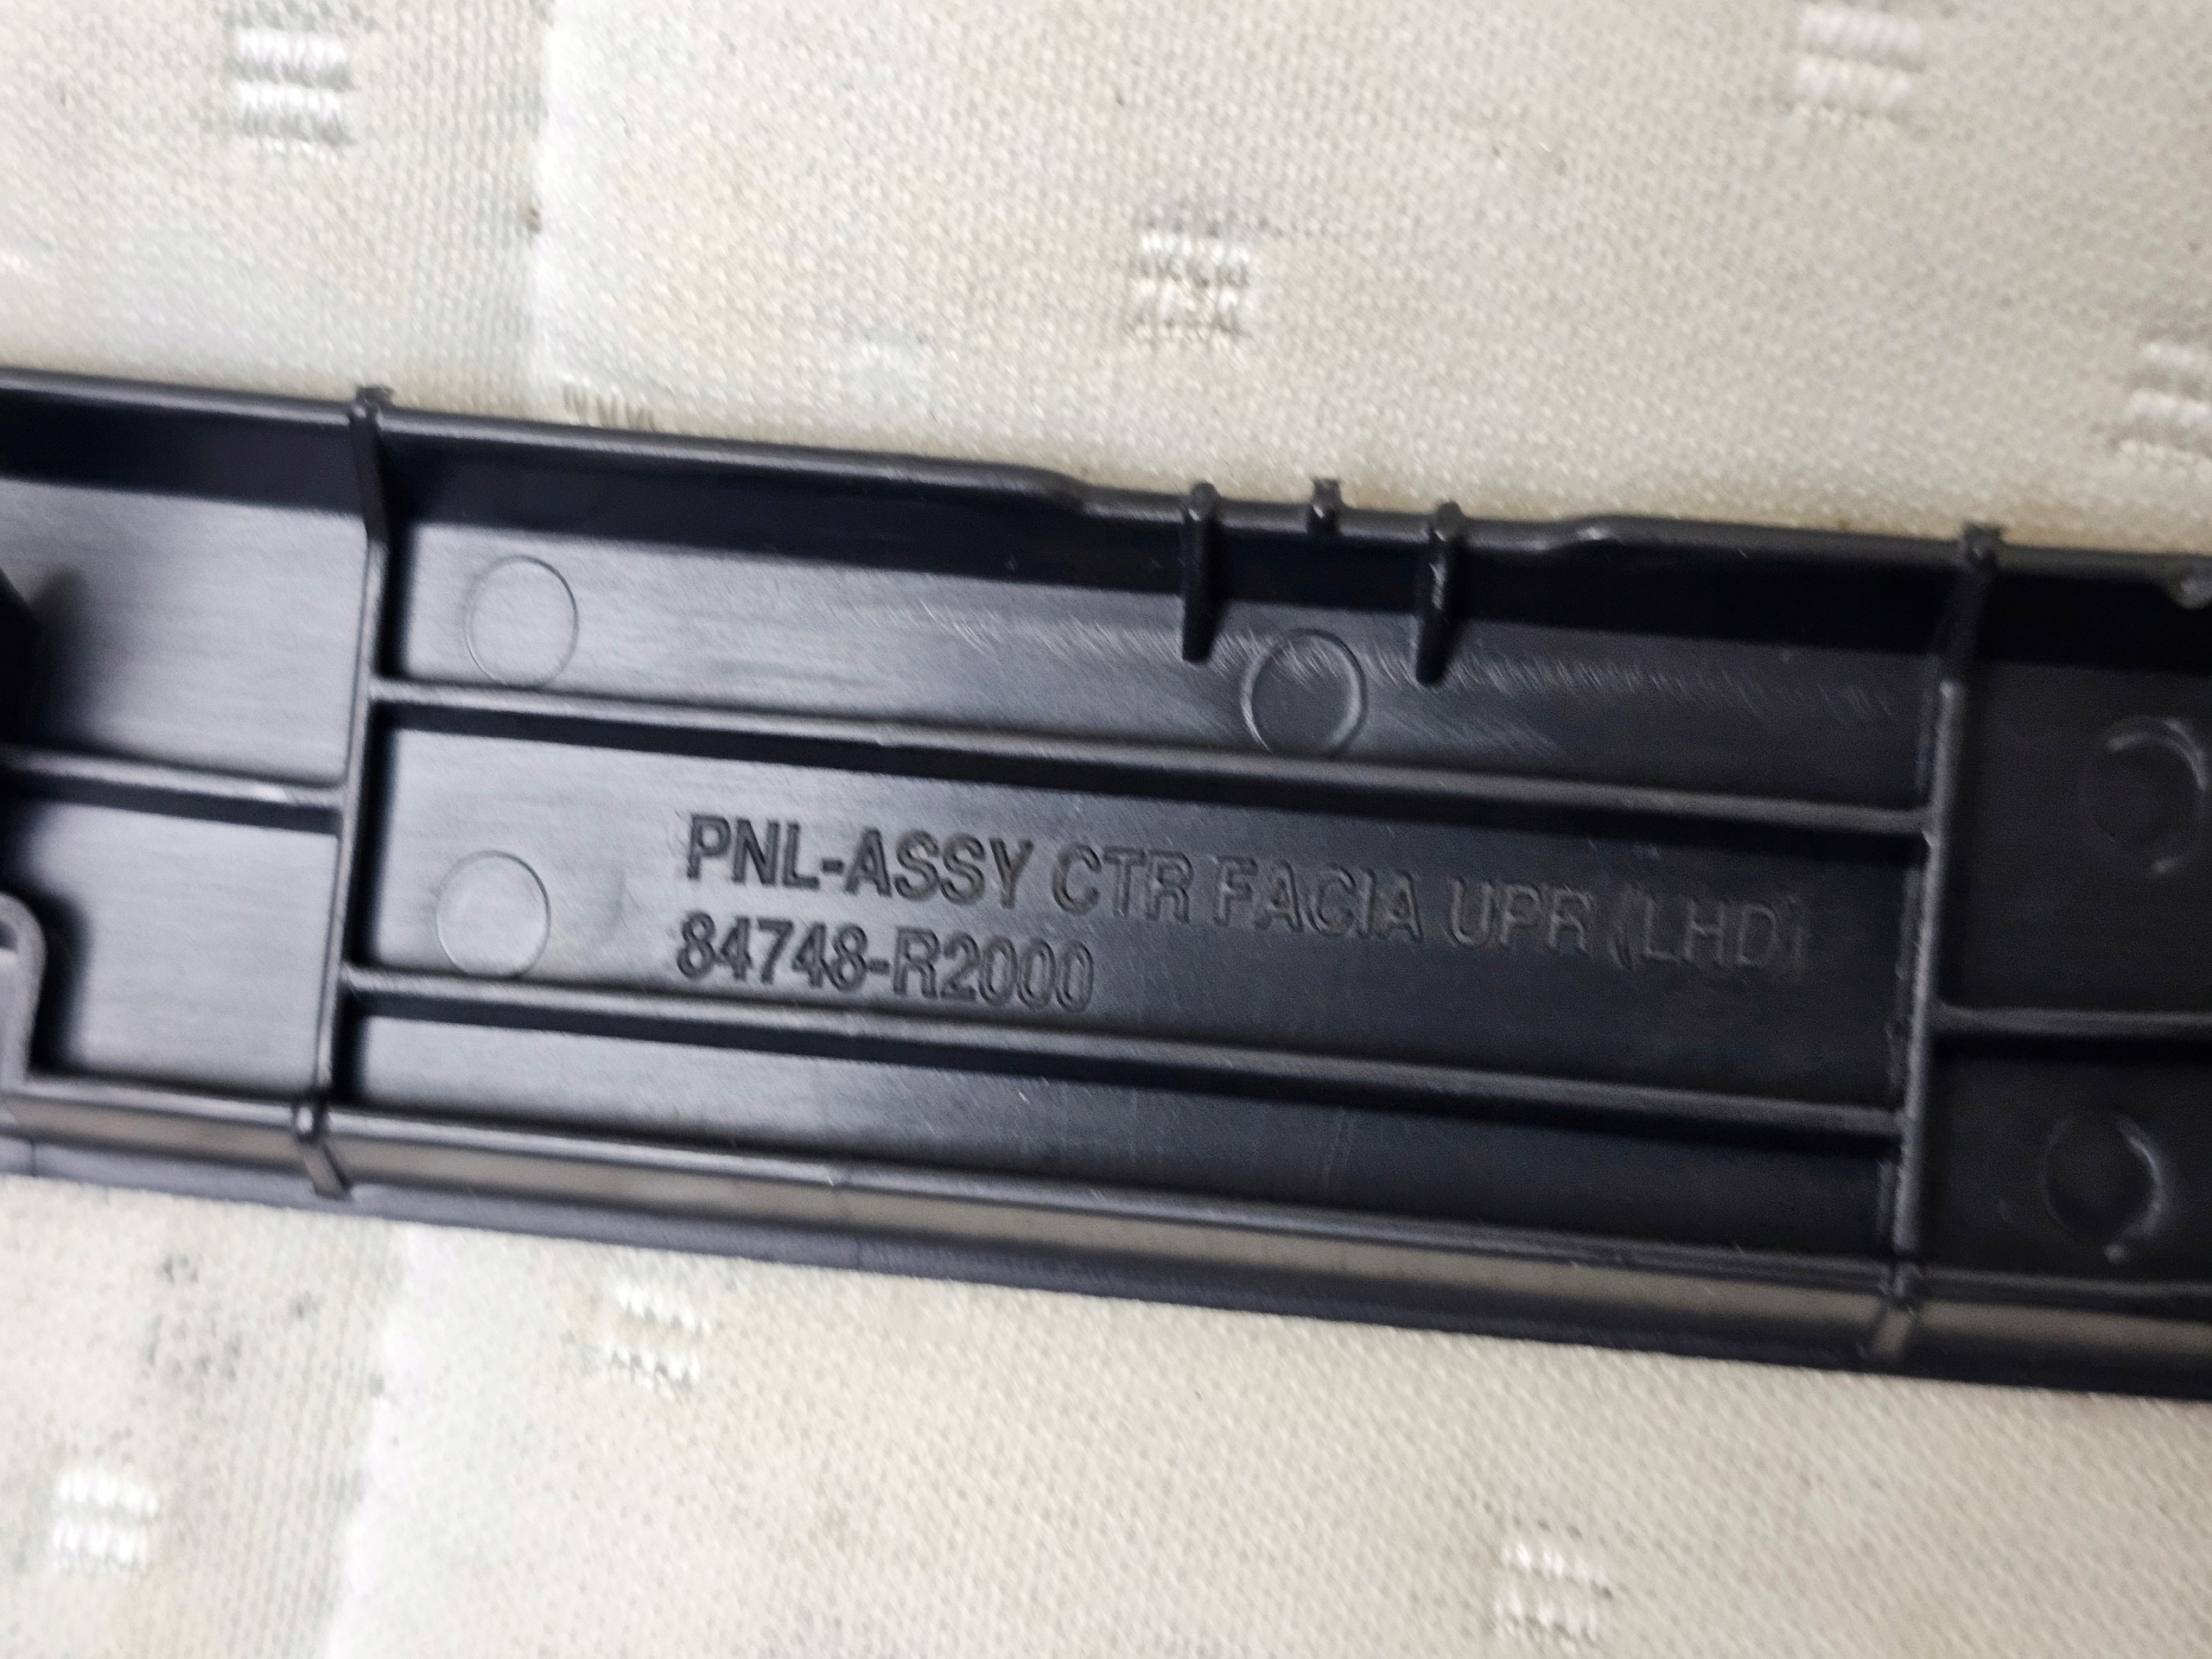 PNL-ASSY CTR FACIA UPR (LHD)
84748-R2000